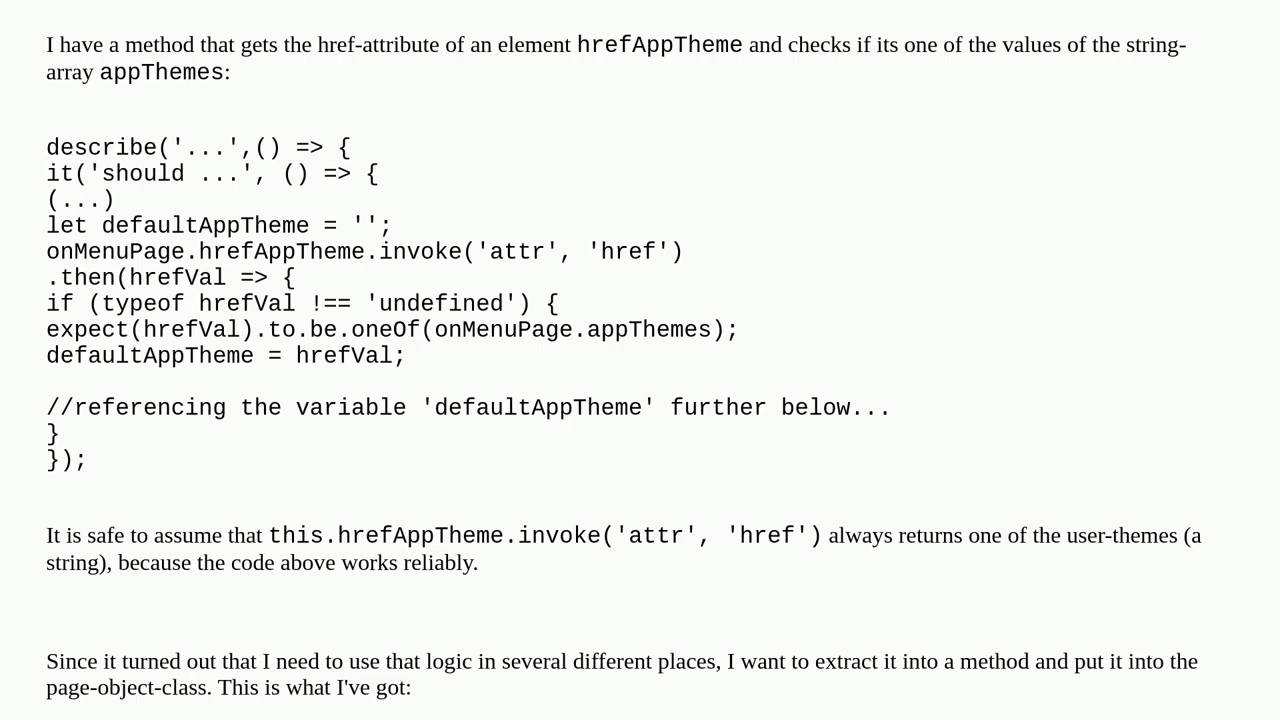 I have a method that gets the href-attribute of an element hrefAppTheme and checks if its one of the values of the string-
array appThemes:
describe('...',() => {
it('should ...', () => {
(...)
let defaultAppTheme = '';
onMenuPage.hrefAppTheme.invoke('attr', 'href')
.then(hrefVal => {
if (typeof hrefVal !== 'undefined') {
expect(hrefVal).to.be.oneOf(onMenuPage.appThemes);
defaultAppTheme = hrefVal;
//referencing the variable 'defaultAppTheme' further below...
}
});
It is safe to assume that this.hrefAppTheme.invoke('attr', 'href') always returns one of the user-themes (a
string), because the code above works reliably.
Since it turned out that I need to use that logic in several different places, I want to extract it into a method and put it into the
page-object-class. This is what I've got: